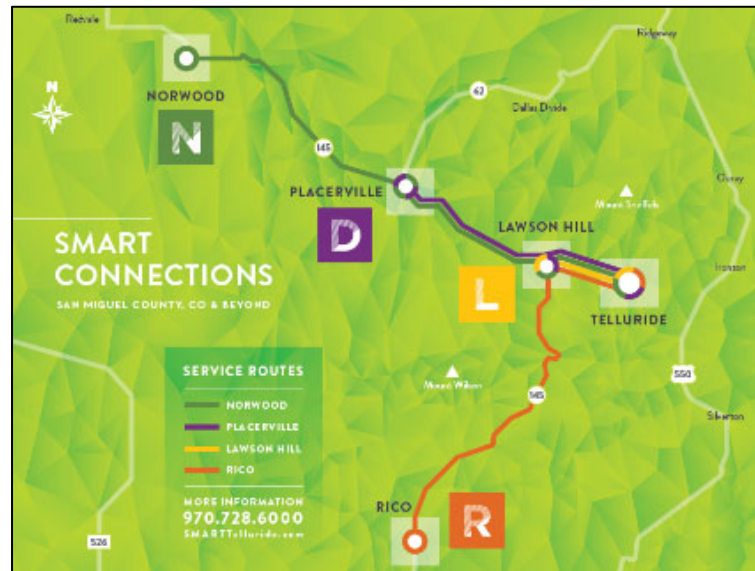 Redvale
Ridgway
N
62
NORWOOD
Dallas Divide
N
145
PLACERVILLE
Ouray
D
LAWSON HILL
SMART
CONNECTIONS
SAN MIGUEL COUNTY, CO & BEYOND
Ironton
L
TELLURIDE
SERVICE ROUTES
550
Mount Wilson
NORWOOD
145
PLACERVILLE
Silverton
LAWSON HILL
RICO
MORE INFORMATION
970.728.6000
SMARTTelluride.com
RICO
R
526